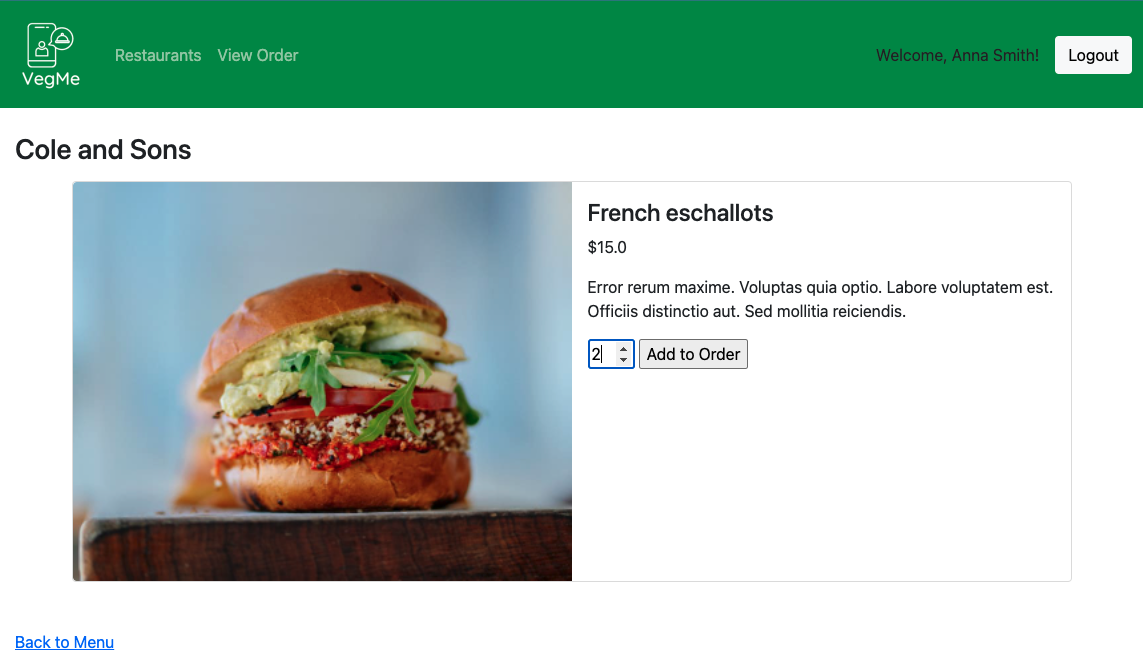 VegMe
Restaurants View Order
Welcome, Anna Smith! Logout
Cole and Sons
French eschallots
$15.0
Error rerum maxime. Voluptas quia optio. Labore voluptatem est.
Officiis distinctio aut. Sed mollitia reiciendis.
2 Add to Order
Back to Menu